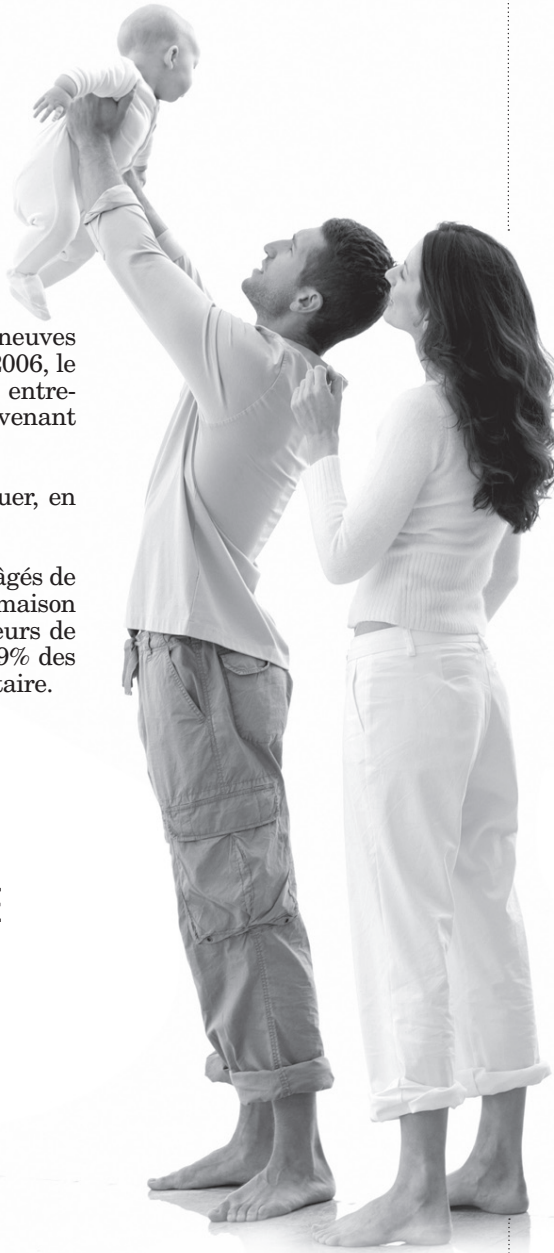 neuves
2006, le
entre-
venant
uer, en
âgés de
maison
eurs de
9% des
taire.